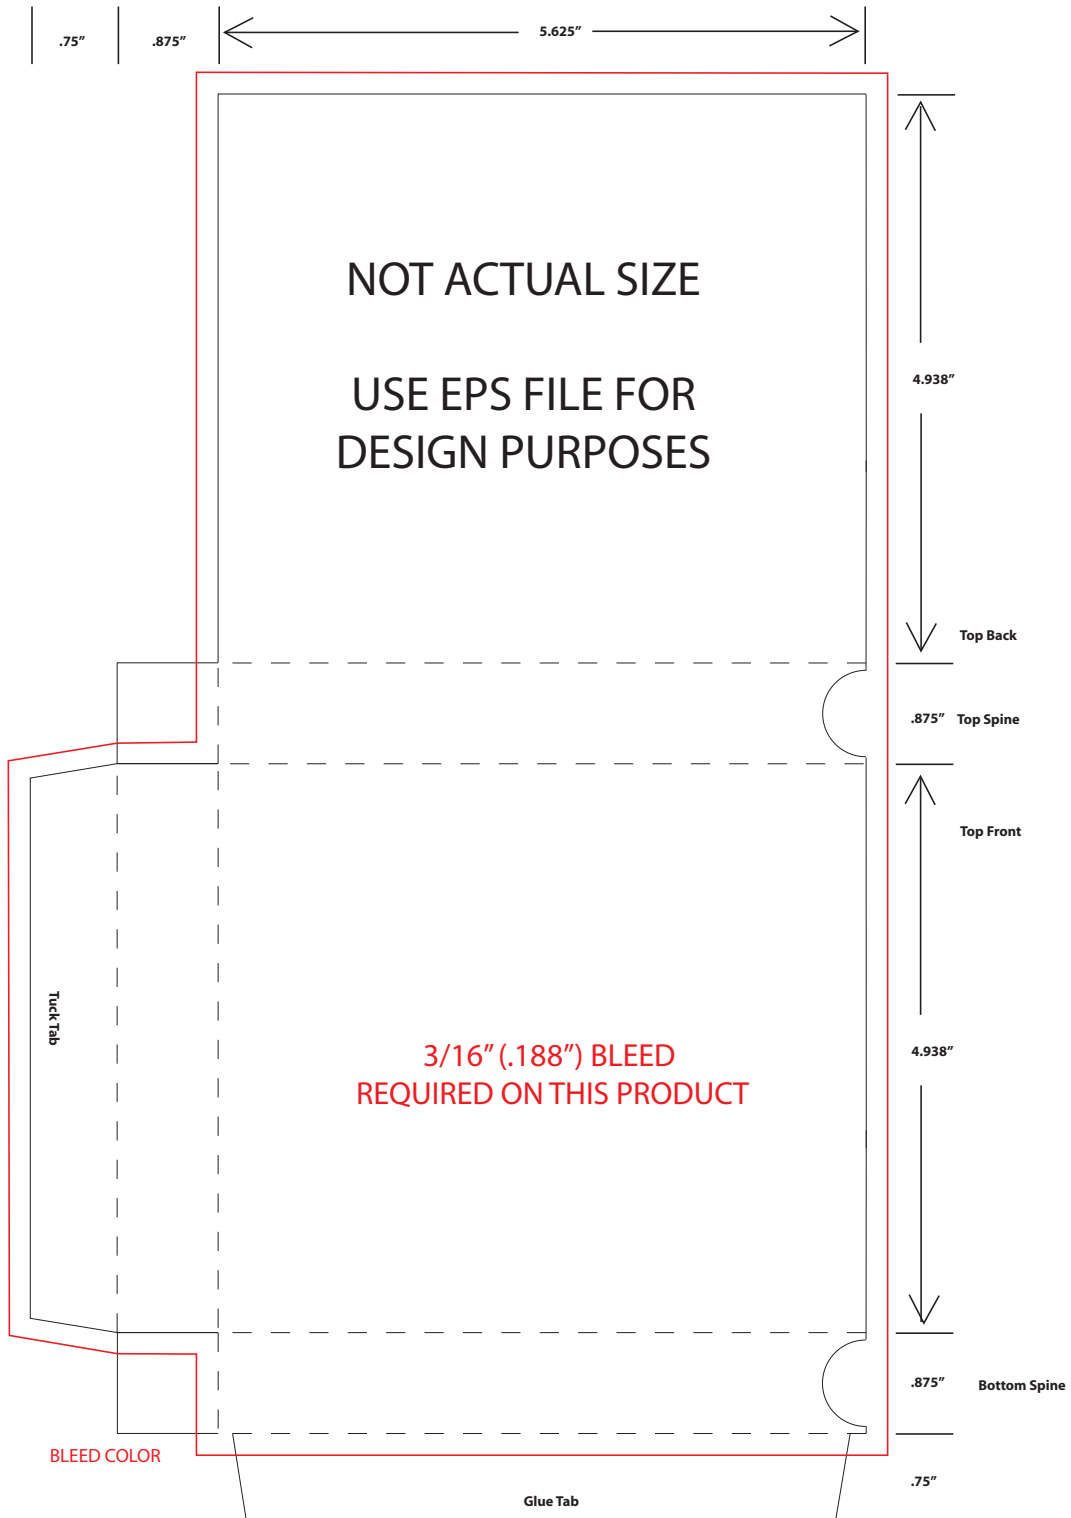 .75”
.875”
5.625”
NOT ACTUAL SIZE
USE EPS FILE FOR
DESIGN PURPOSES
4.938”
Top Back
.875”
Top Spine
Top Front
Tuck Tab
3/16” (.188”) BLEED
REQUIRED ON THIS PRODUCT
4.938”
.875”
Bottom Spine
BLEED COLOR
.75”
Glue Tab